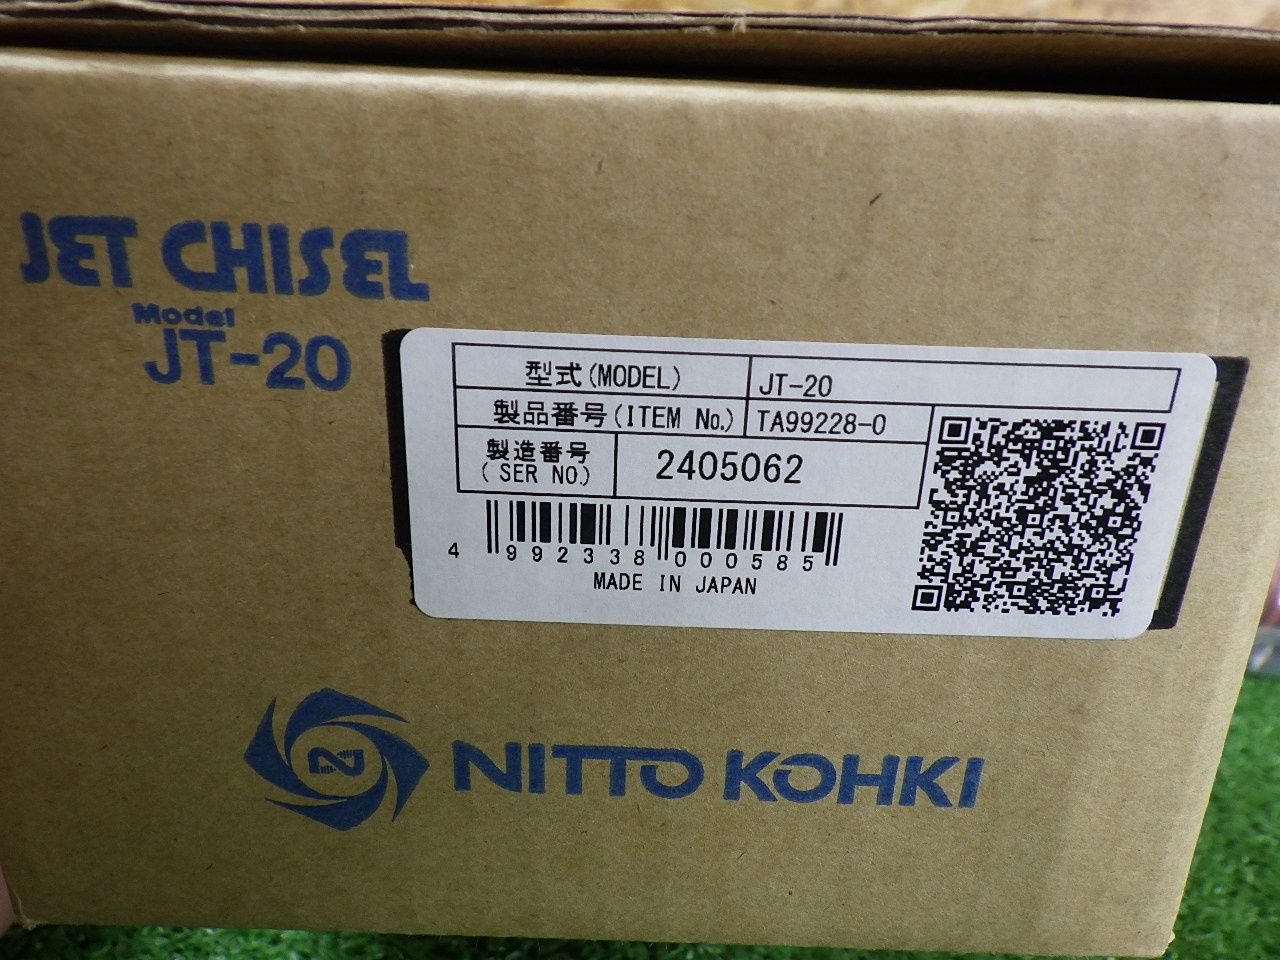 JET CHISEL
Model
JT-20
型式(MODEL) JT-20
製品番号(ITEM No.) TA99228-0
製造番号
(SER NO.) 2405062
4 992338 000585
MADE IN JAPAN
N NITTO KOHKI